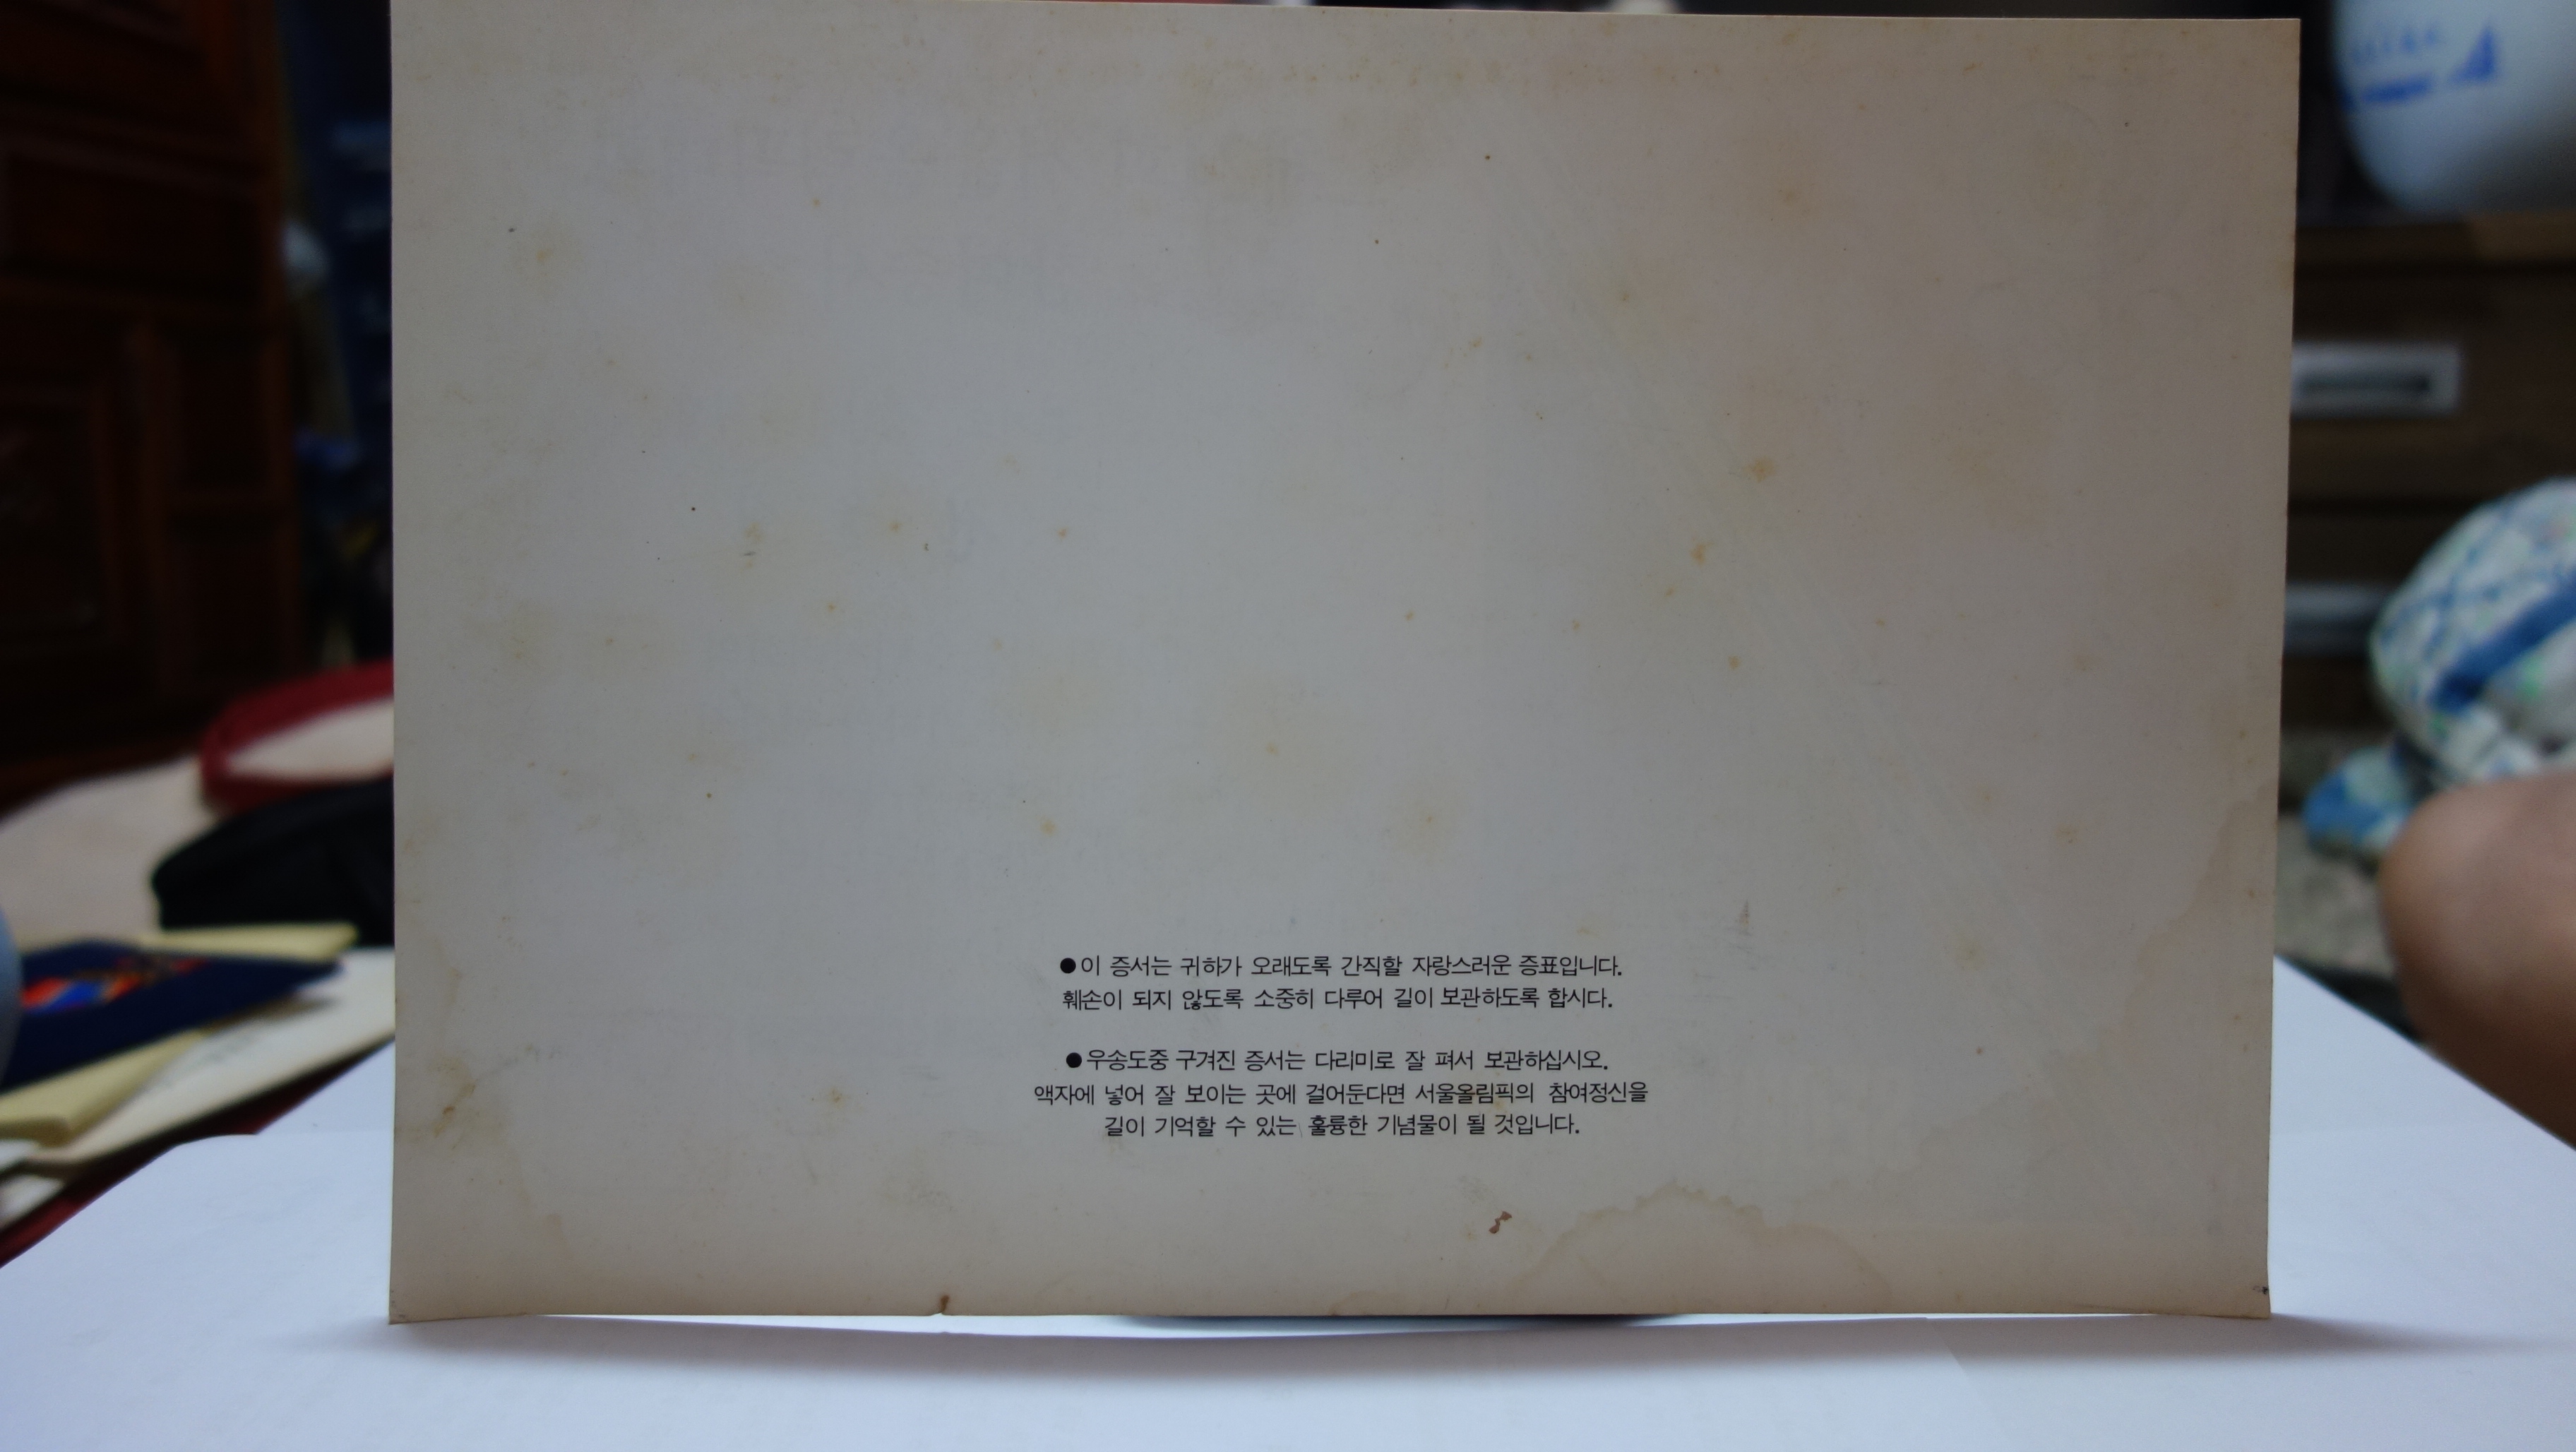 ●이 증서는 귀하가 오래도록 간직할 자랑스러운 증표입니다.
훼손이 되지 않도록 소중히 다루어 길이 보관하도록 합시다.
●우송도중 구겨진 증서는 다리미로 잘 펴서 보관하십시오.
액자에 넣어 잘 보이는 곳에 걸어둔다면 서울올림픽의 참여정신을
길이 기억할 수 있는 훌륭한 기념물이 될 것입니다.